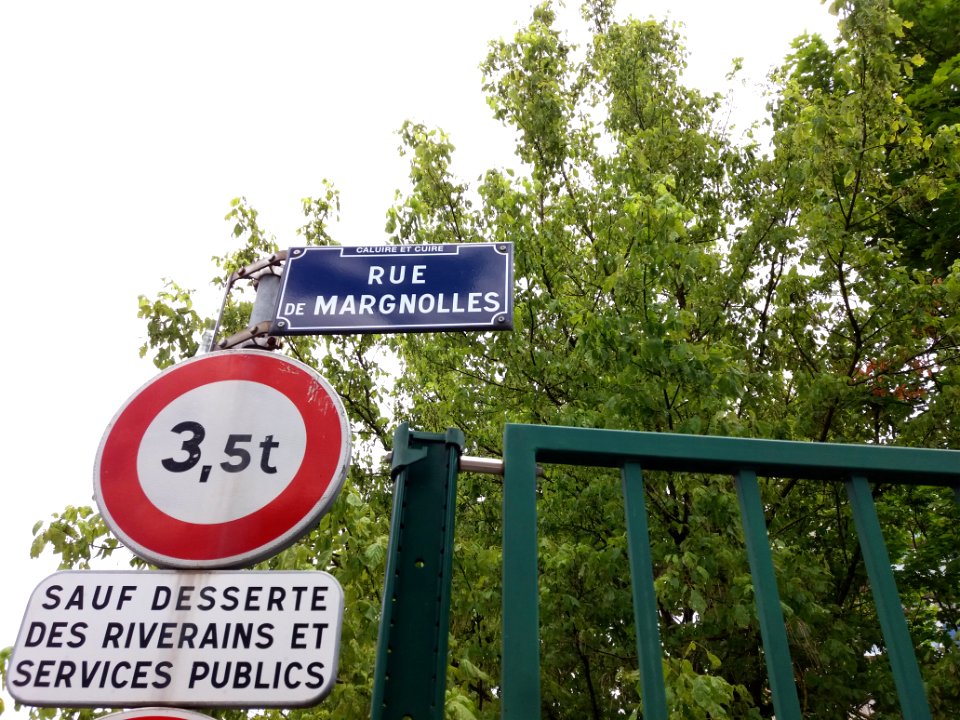 CALUIRE ET CUIRE
RUE
DE MARGNOLLES
3,5t
SAUF DESSERTE
DES RIVERAINS ET
SERVICES PUBLICS